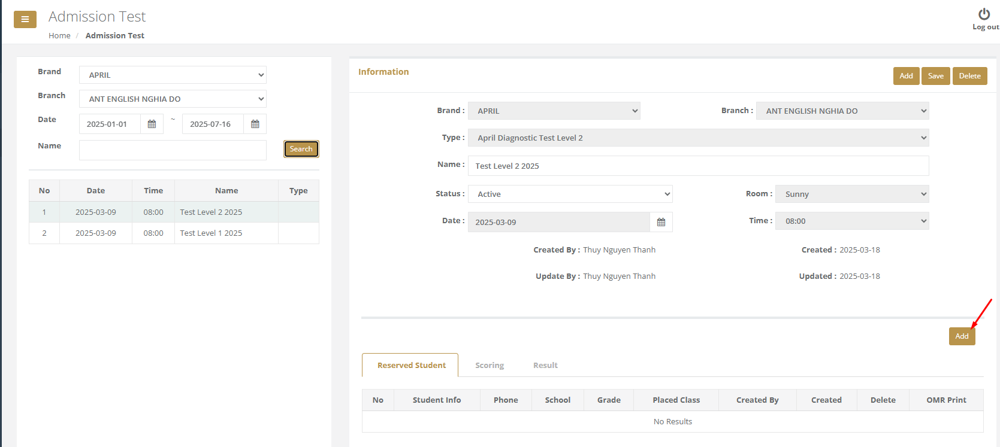 Admission Test
Log out
Home / Admission Test
Brand APRIL
Branch ANT ENGLISH NGHIA DO
Date 2025-01-01 ~ 2025-07-16
Name Search
No Date Time Name Type
1 2025-03-09 08:00 Test Level 2 2025
2 2025-03-09 08:00 Test Level 1 2025
Information Add Save Delete
Brand : APRIL Branch : ANT ENGLISH NGHIA DO
Type : April Diagnostic Test Level 2
Name : Test Level 2 2025
Status : Active Room : Sunny
Date : 2025-03-09 Time : 08:00
Created By : Thuy Nguyen Thanh Created : 2025-03-18
Update By : Thuy Nguyen Thanh Updated : 2025-03-18
Add
Reserved Student Scoring Result
No Student Info Phone School Grade Placed Class Created By Created Delete OMR Print
No Results